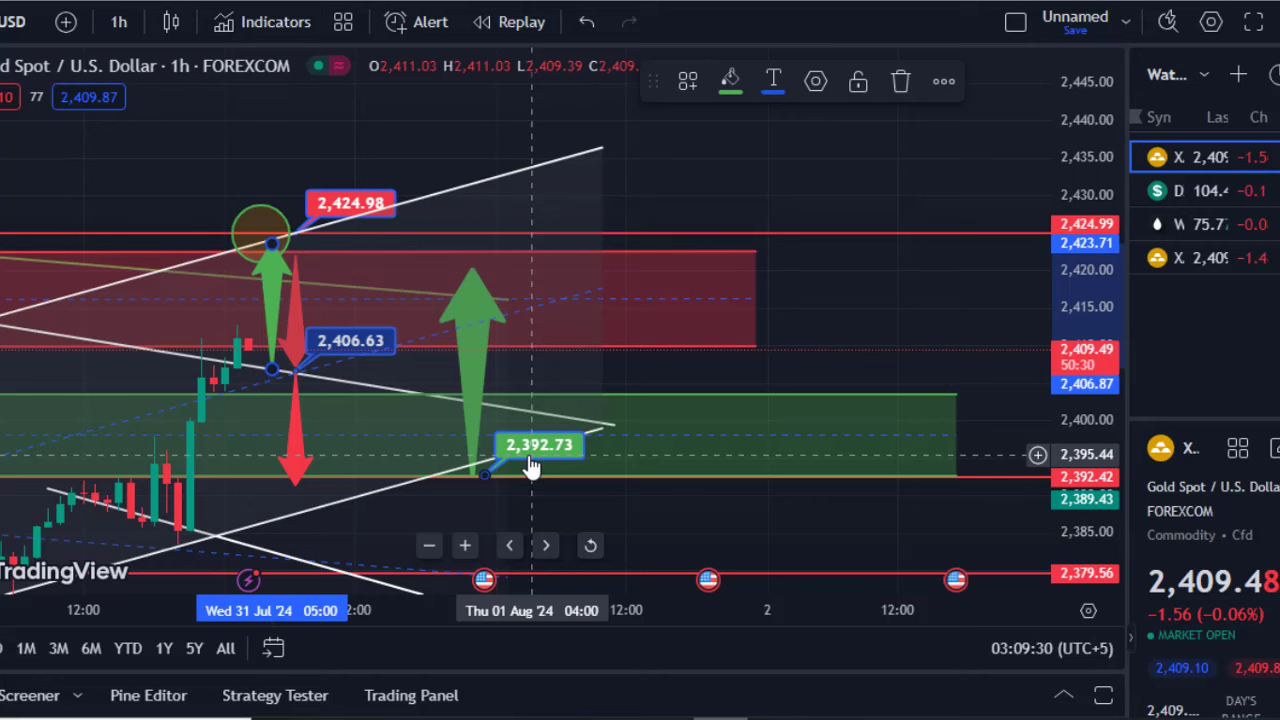 USD 1h Indicators Alert Replay Unnamed
Save
d Spot / U.S. Dollar · 1h · FOREXCOM O2,411.03 H2,411.03 L2,409.39 C2,409.
10 77 2,409.87
2,445.00
2,440.00
2,435.00
2,430.00
2,424.99
2,423.71
2,420.00
2,415.00
2,409.49
50:30
2,406.87
2,400.00
2,395.44
2,392.42
2,389.43
2,385.00
2,379.56
2,424.98
2,406.63
2,392.73
TradingView
12:00 Wed 31 Jul '24 05:00 2:00 Thu 01 Aug '24 04:00 12:00 2 12:00
1M 3M 6M YTD 1Y 5Y All 03:09:30 (UTC+5)
Screener Pine Editor Strategy Tester Trading Panel
Wat...
Syn Las Ch
X 2,409 −1.5
D 104.4 −0.1
W 75.7 −0.0
X 2,409 −1.4
X..
Gold Spot / U.S. Dolla
FOREXCOM
Commodity • Cfd
2,409.48
−1.56 (−0.06%)
MARKET OPEN
2,409.10 2,409.8
2,409.... DAY'S